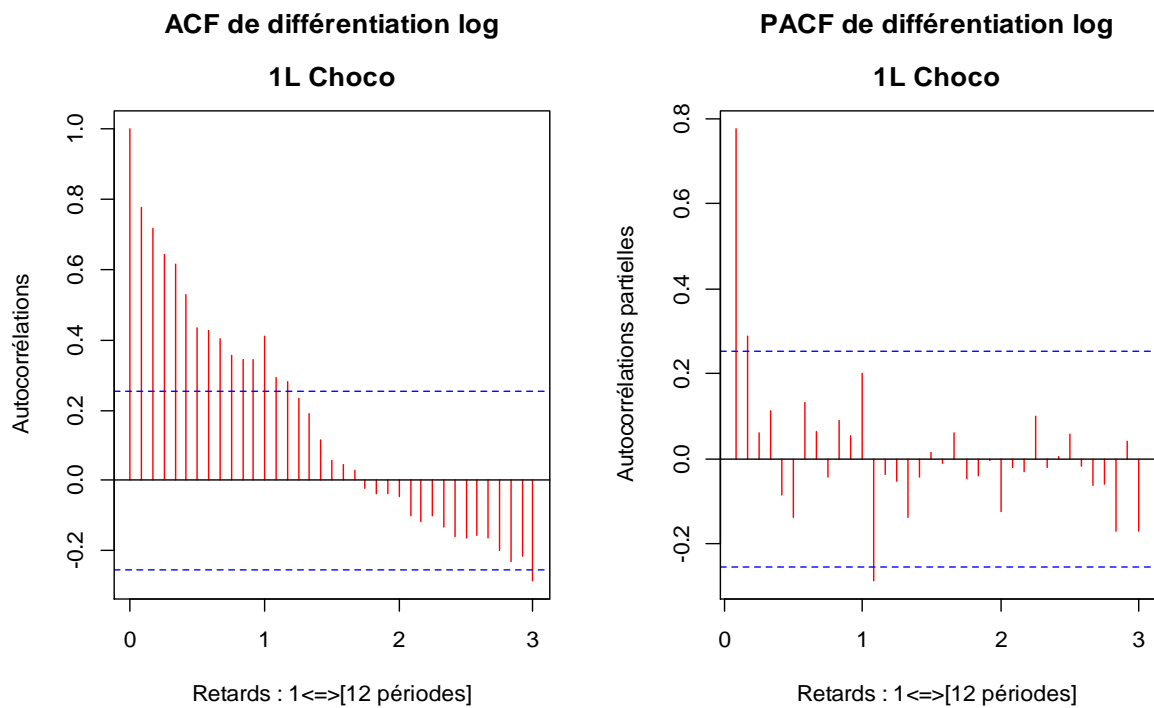 ACF de différentiation log
1L Choco
Autocorrélations
1.0
0.8
0.6
0.4
0.2
0.0
-0.2
0
1
2
3
Retards : 1<=>[12 périodes]
PACF de différentiation log
1L Choco
Autocorrélations partielles
0.8
0.6
0.4
0.2
0.0
-0.2
0
1
2
3
Retards : 1<=>[12 périodes]